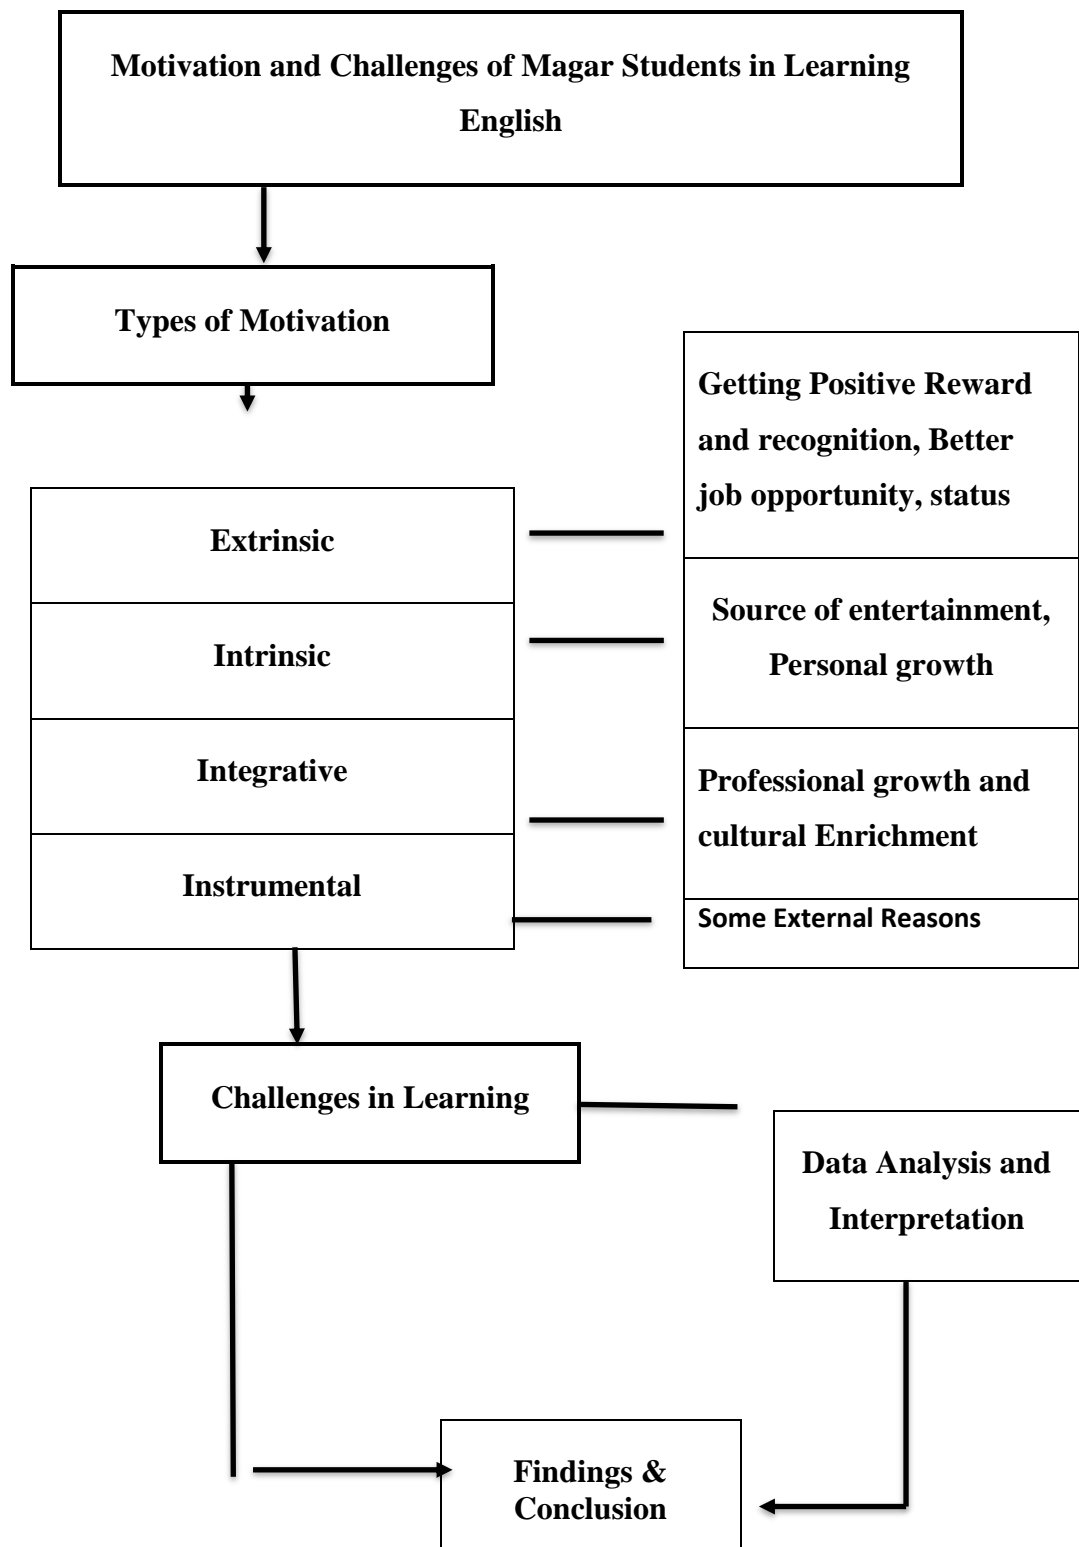 Motivation and Challenges of Magar Students in Learning
English
Types of Motivation
Extrinsic
Intrinsic
Integrative
Instrumental
Getting Positive Reward
and recognition, Better
job opportunity, status
Source of entertainment,
Personal growth
Professional growth and
cultural Enrichment
Some External Reasons
Challenges in Learning
Data Analysis and
Interpretation
Findings &
Conclusion